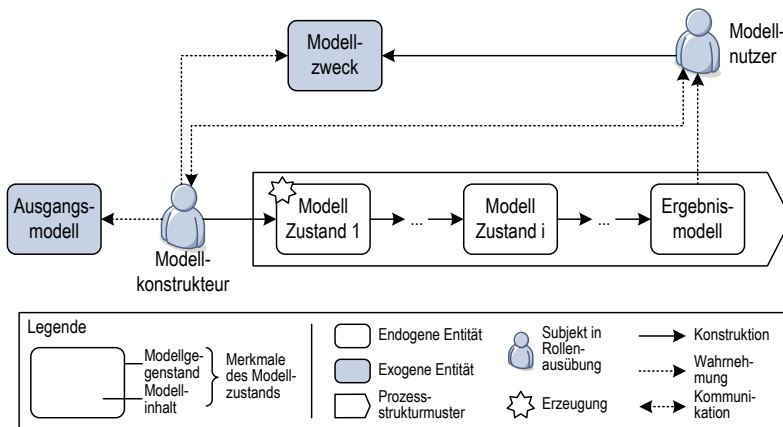 Modell-
zweck
Modell-
nutzer
Ausgangs-
modell
Modell-
konstrukteur
Modell
Zustand 1
...
Modell
Zustand i
...
Ergebnis-
modell
Legende
Modellge-
genstand
Modell-
inhalt
Merkmale
des Modell-
zustands
Endogene Entität
Exogene Entität
Prozess-
strukturmuster
Subjekt in
Rollen-
ausübung
Erzeugung
Konstruktion
Wahrneh-
mung
Kommuni-
kation